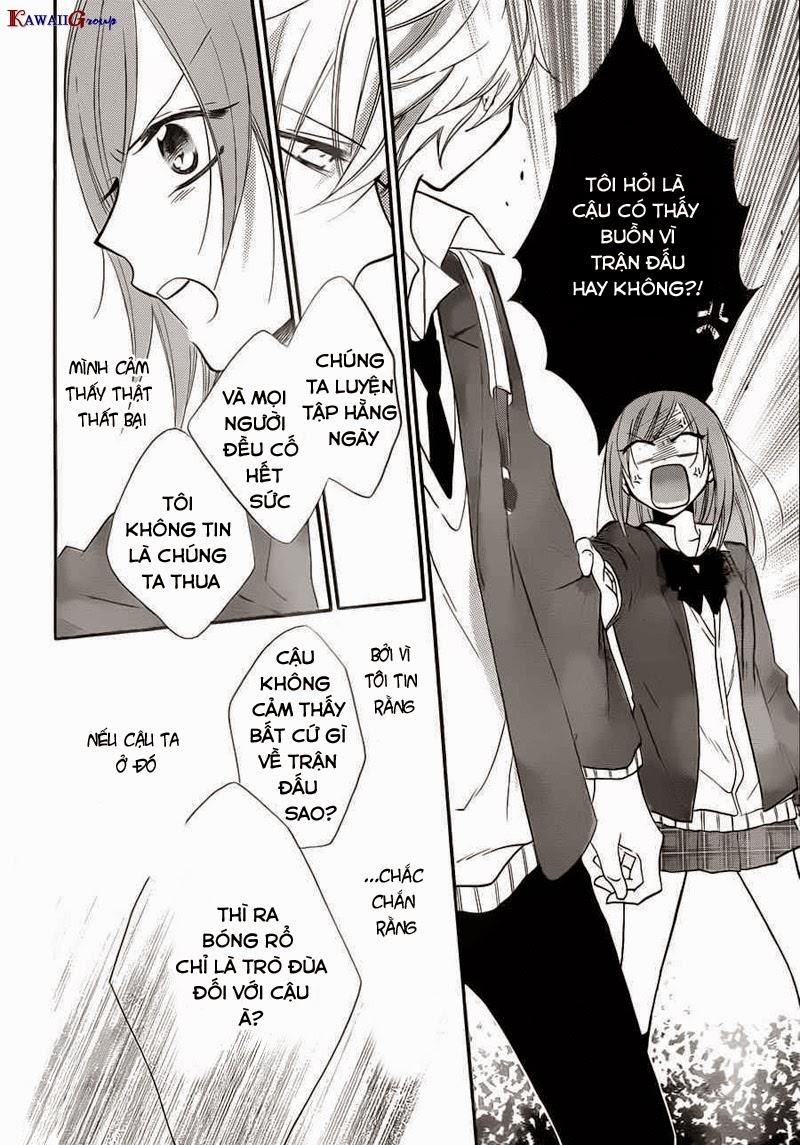 KAWAIIGroup
TÔI HỎI LÀ
CẬU CÓ THẤY
BUỒN VÌ
TRẬN ĐẤU
HAY KHÔNG?!
CHÚNG
TA LUYỆN
TẬP HẰNG
NGÀY
VÀ MỌI
NGƯỜI
ĐỀU CỐ
HẾT
SỨC
MÌNH CẢM
THẤY THẬT
THẤT BẠI
TÔI
KHÔNG TIN
LÀ CHÚNG
TA THUA
BỞI VÌ
TÔI TIN
RẰNG
CẬU
KHÔNG
CẢM THẤY
BẤT CỨ GÌ
VỀ TRẬN
ĐẤU
SAO?
NẾU CẬU TA
Ở ĐÓ
...CHẮC
CHẮN
RẰNG
THÌ RA
BÓNG RỔ
CHỈ LÀ TRÒ ĐÙA
ĐỐI VỚI CẬU
À?